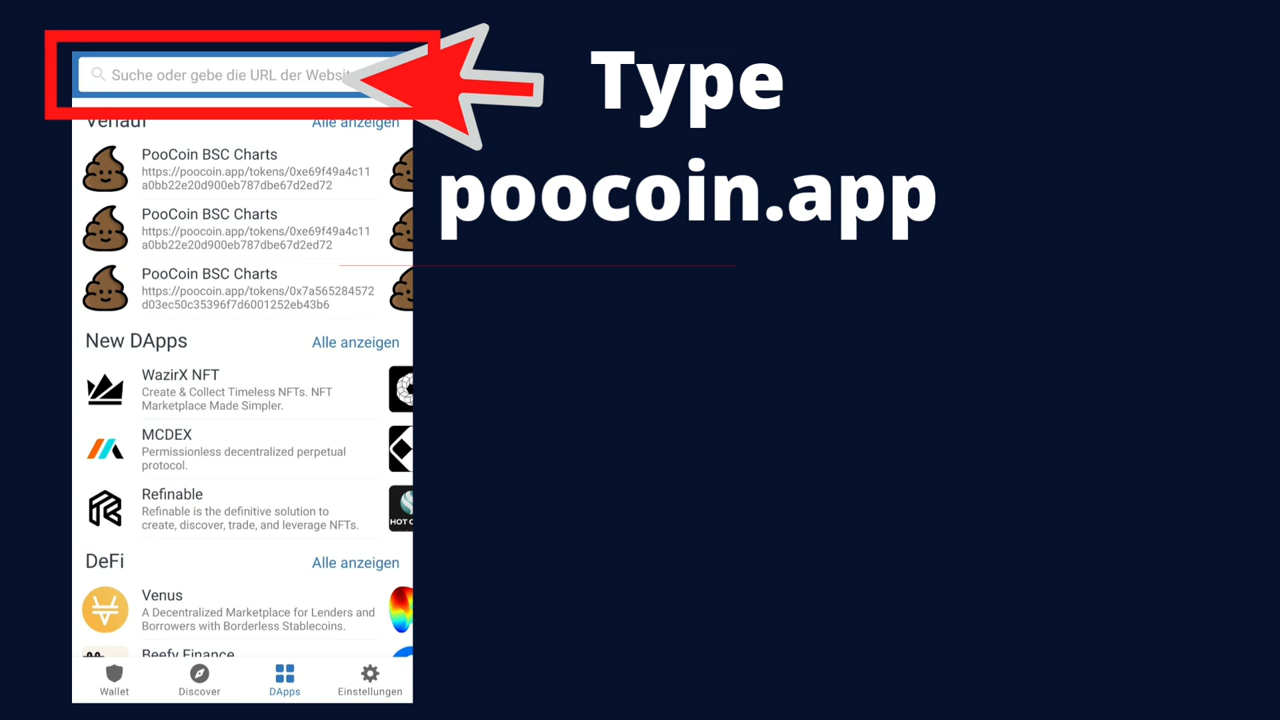 Type
poocoin.app
Suche oder gebe die URL der Websit
Verlauf
Alle anzeigen
PooCoin BSC Charts
https://poocoin.app/tokens/0xe69f49a4c11
a0bb22e20d900eb787dbe67d2ed72
PooCoin BSC Charts
https://poocoin.app/tokens/0xe69f49a4c11
a0bb22e20d900eb787dbe67d2ed72
PooCoin BSC Charts
https://poocoin.app/tokens/0x7a565284572
d03ec50c35396f7d6001252eb43b6
New DApps
Alle anzeigen
WazirX NFT
Create & Collect Timeless NFTs. NFT
Marketplace Made Simpler.
MCDEX
Permissionless decentralized perpetual
protocol.
Refinable
Refinable is the definitive solution to
create, discover, trade, and leverage NFTs.
HOT
DeFi
Alle anzeigen
Venus
A Decentralized Marketplace for Lenders and
Borrowers with Borderless Stablecoins.
Beefy Finance
Wallet
Discover
DApps
Einstellungen